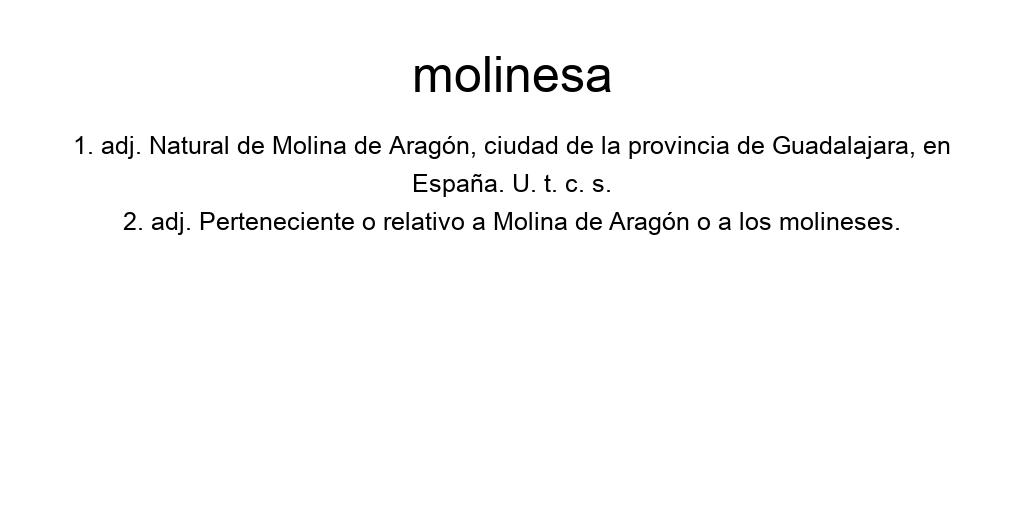 molinesa
1. adj. Natural de Molina de Aragón, ciudad de la provincia de Guadalajara, en
España. U. t. c. s.
2. adj. Perteneciente o relativo a Molina de Aragón o a los molineses.